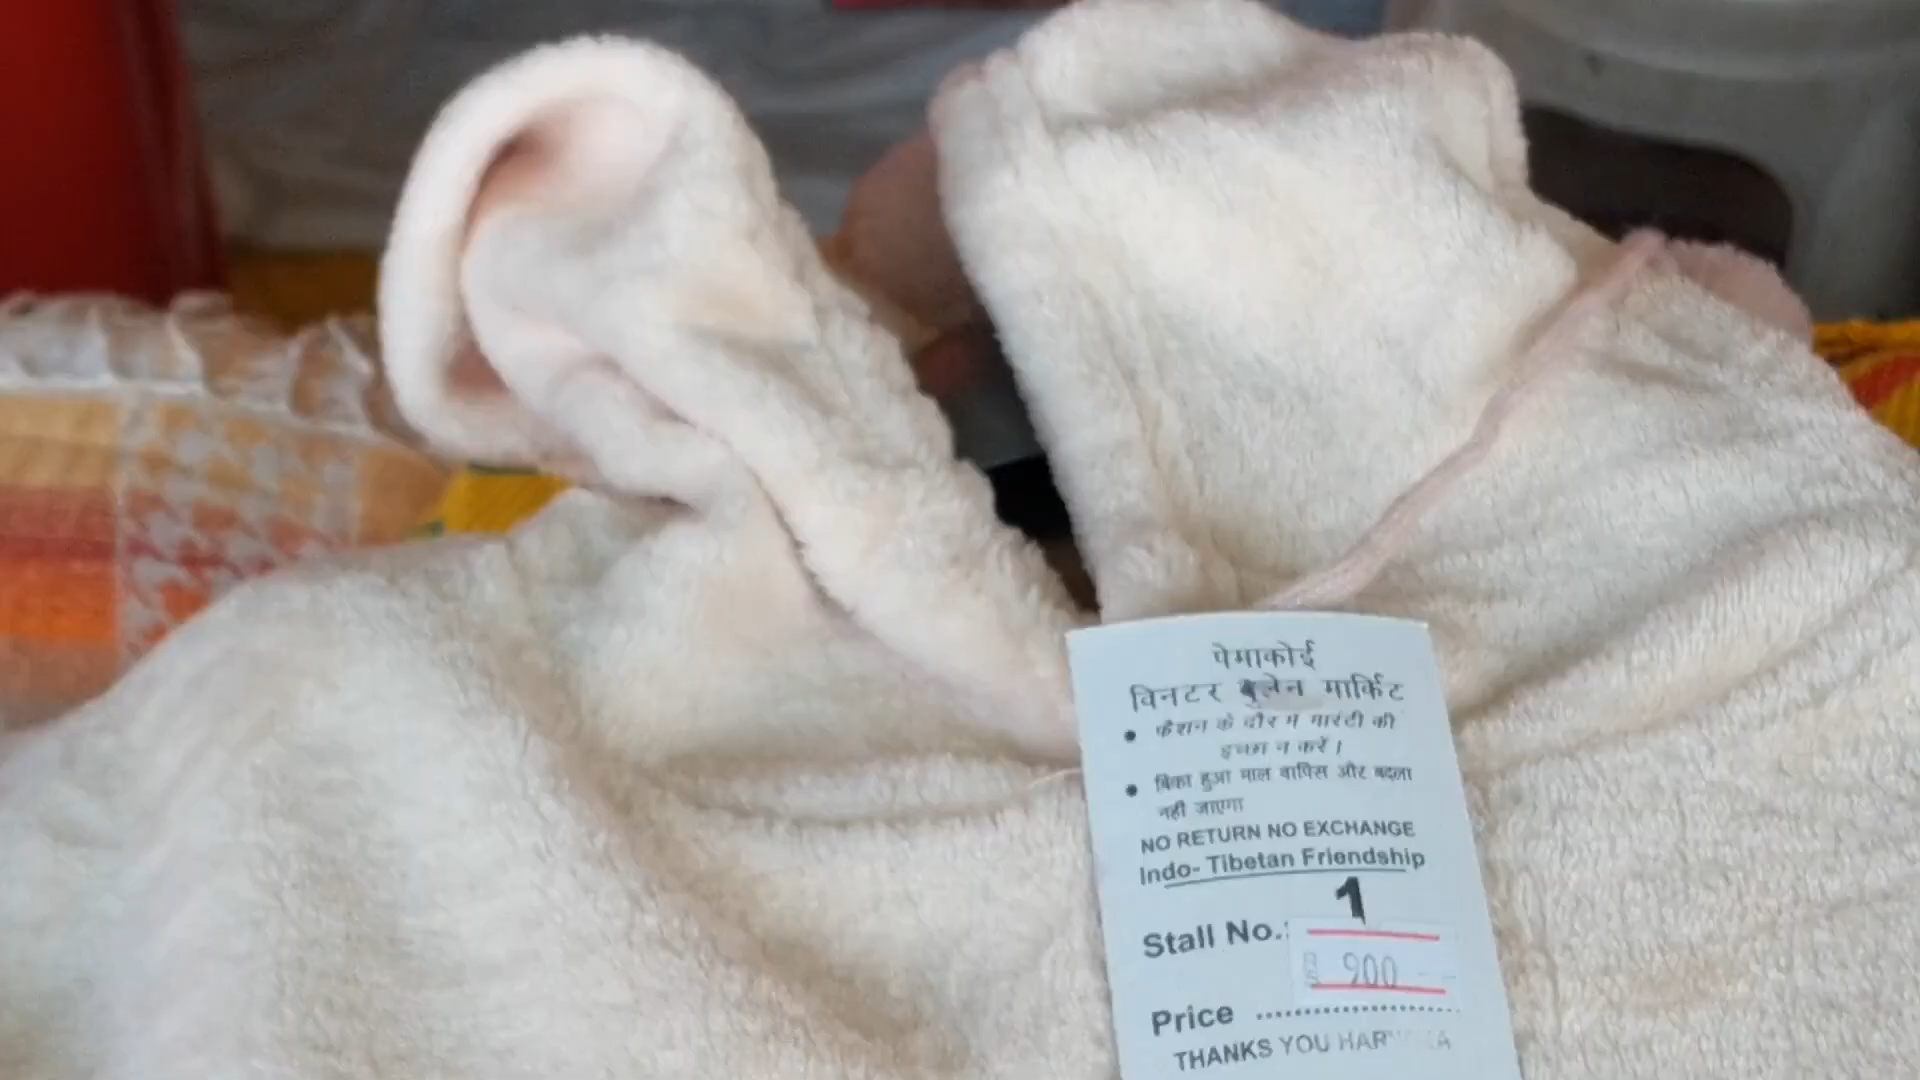 पेमाकोई
विनटर वुलेन मार्किट
• फैशन के दौर म गारंटी की
इच्छा न करें।
• बिका हुआ माल वापिस और बदला
नही जाएगा
NO RETURN NO EXCHANGE
Indo- Tibetan Friendship
1
Stall No.:
RS 900
Price ....................
THANKS YOU